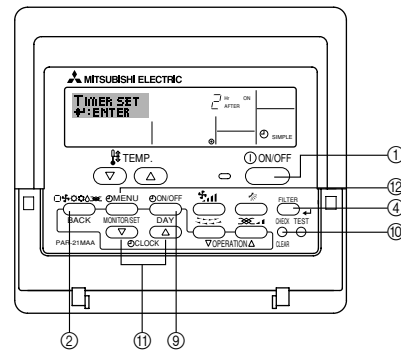 MITSUBISHI ELECTRIC
TIMER SET
:ENTER
2 Hr ON
AFTER
SIMPLE
TEMP.
ON/OFF
MENU
ON/OFF
FILTER
BACK
MONITOR/SET
DAY
CHECK TEST
PAR-21MAA
CLOCK
OPERATION
CLEAR
①
⑫
④
⑩
②
⑪
⑨